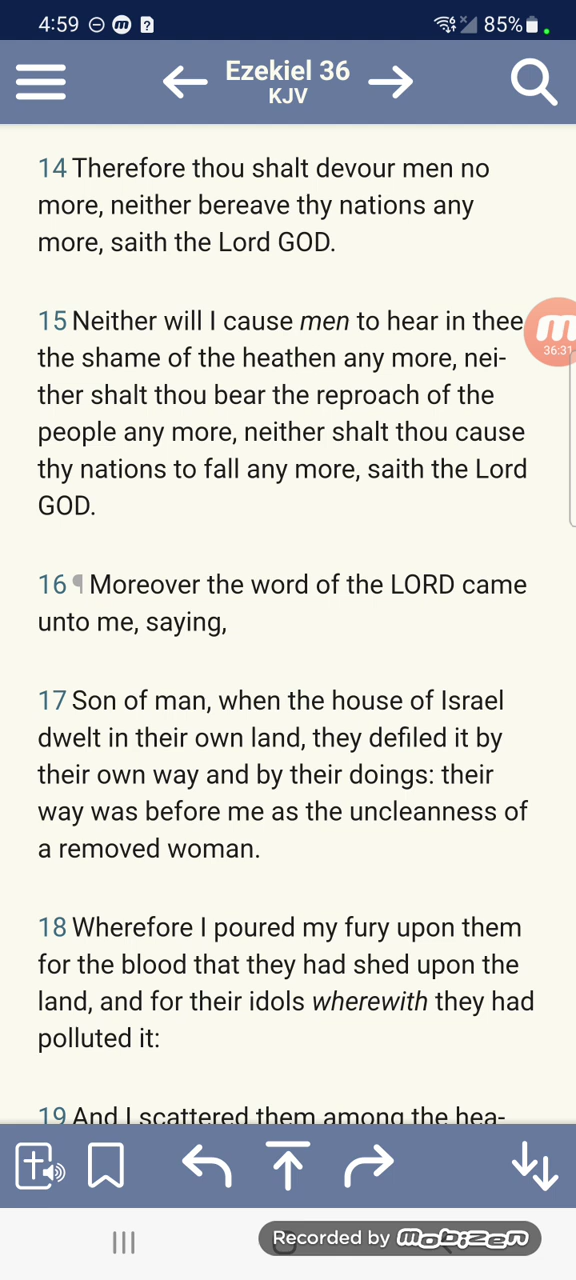 4:59
85%
Ezekiel 36
KJV
14 Therefore thou shalt devour men no
more, neither bereave thy nations any
more, saith the Lord GOD.
15 Neither will I cause men to hear in thee
the shame of the heathen any more, nei-
ther shalt thou bear the reproach of the
people any more, neither shalt thou cause
thy nations to fall any more, saith the Lord
GOD.
36:31
16 ¶ Moreover the word of the LORD came
unto me, saying,
17 Son of man, when the house of Israel
dwelt in their own land, they defiled it by
their own way and by their doings: their
way was before me as the uncleanness of
a removed woman.
18 Wherefore I poured my fury upon them
for the blood that they had shed upon the
land, and for their idols wherewith they had
polluted it:
19 And I scattered them among the hea-
Recorded by mobizen